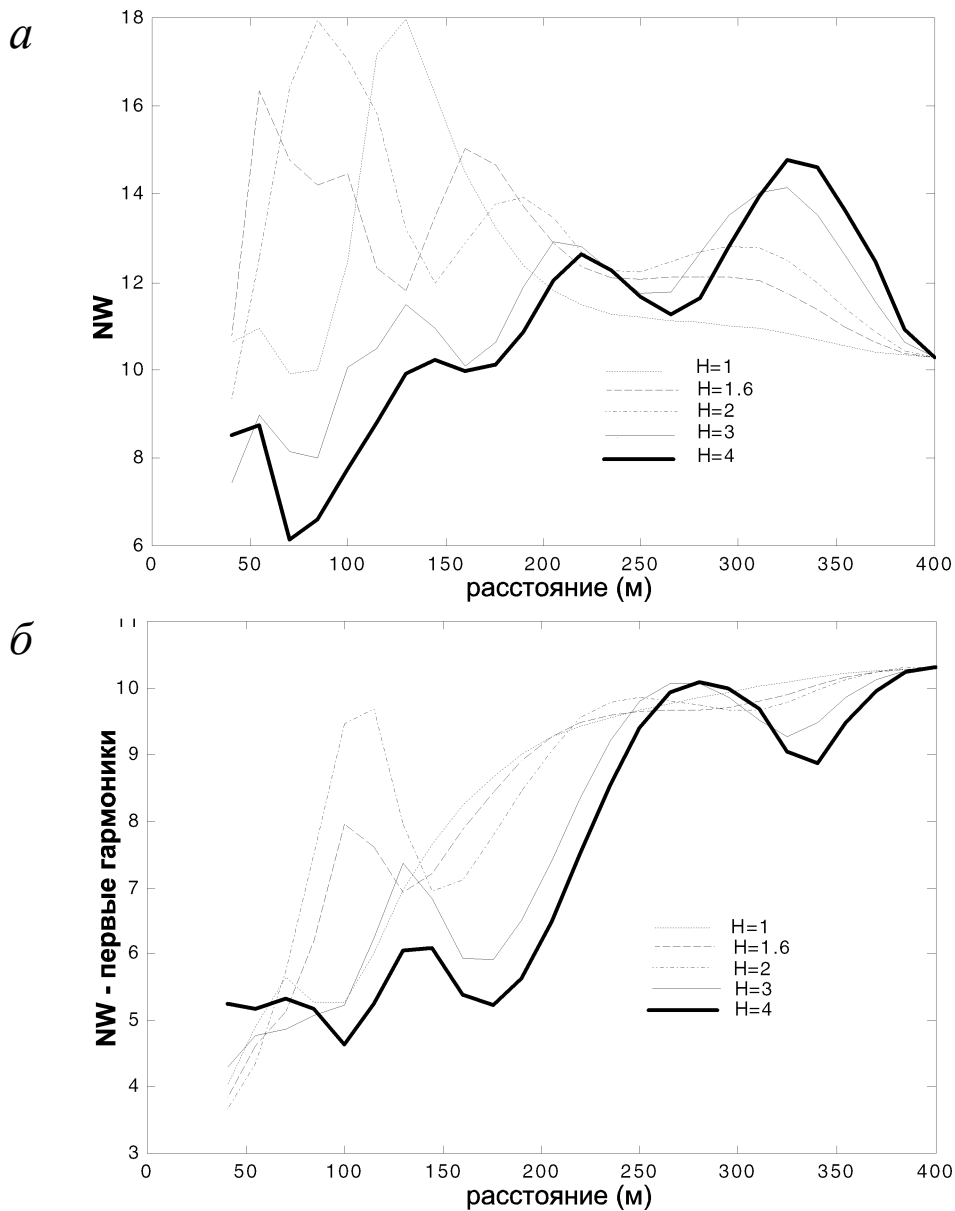 а
18
16
14
12
10
8
6
NW
H=1
H=1.6
H=2
H=3
H=4
0 50 100 150 200 250 300 350 400
расстояние (м)
б
11
10
9
8
7
6
5
4
3
NW - первые гармоники
H=1
H=1.6
H=2
H=3
H=4
0 50 100 150 200 250 300 350 400
расстояние (м)